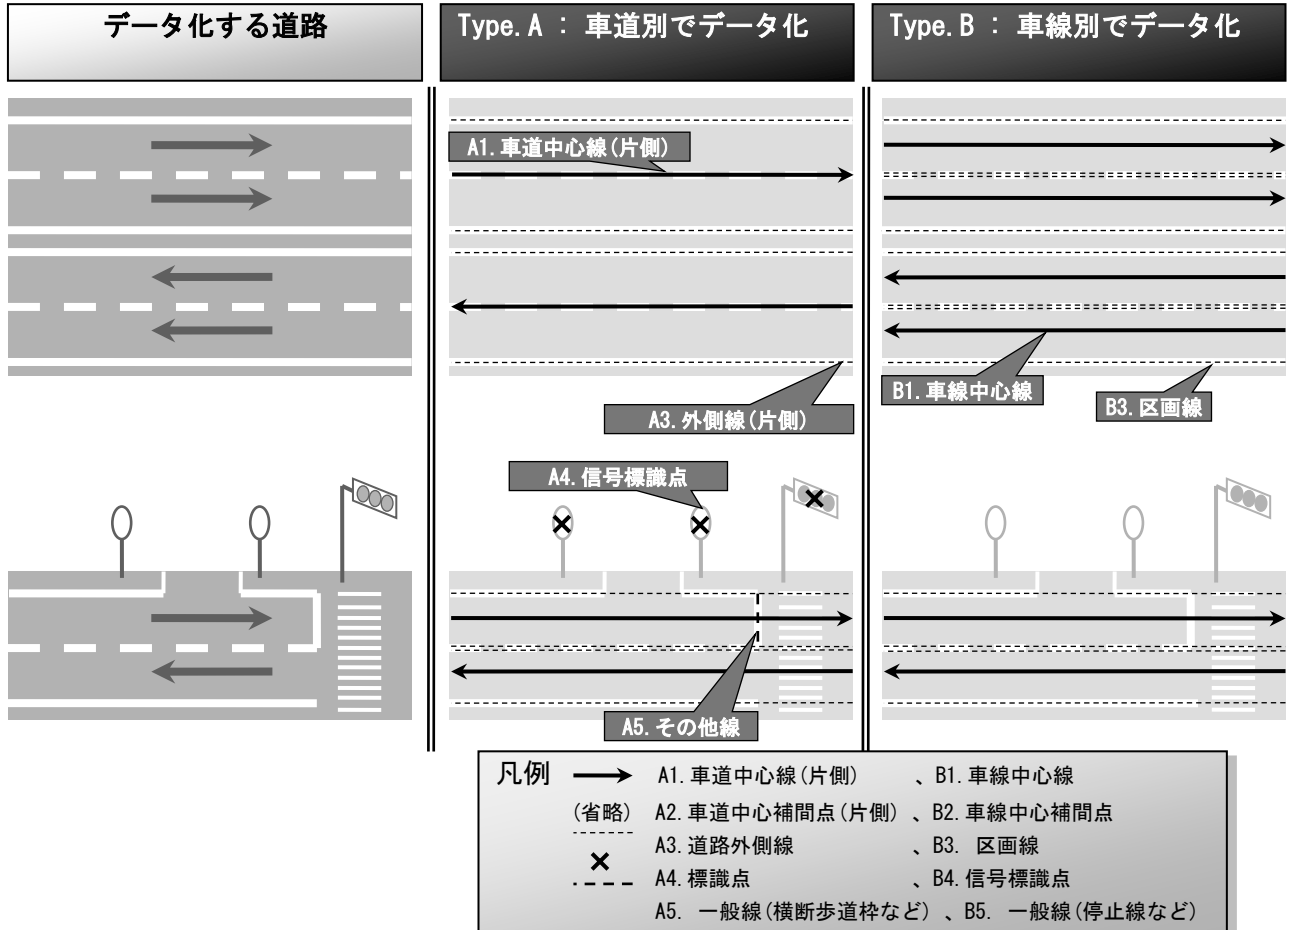 データ化する道路
Type.A : 車道別でデータ化
Type.B : 車線別でデータ化
A1.車道中心線(片側)
B1.車線中心線
B3.区画線
A3.外側線(片側)
A4.信号標識点
A5.その他線
凡例 A1.車道中心線(片側) 、B1.車線中心線
(省略) A2.車道中心補間点(片側) 、B2.車線中心補間点
A3.道路外側線 、B3. 区画線
A4.標識点 、B4.信号標識点
A5. 一般線(横断歩道枠など) 、B5. 一般線(停止線など)